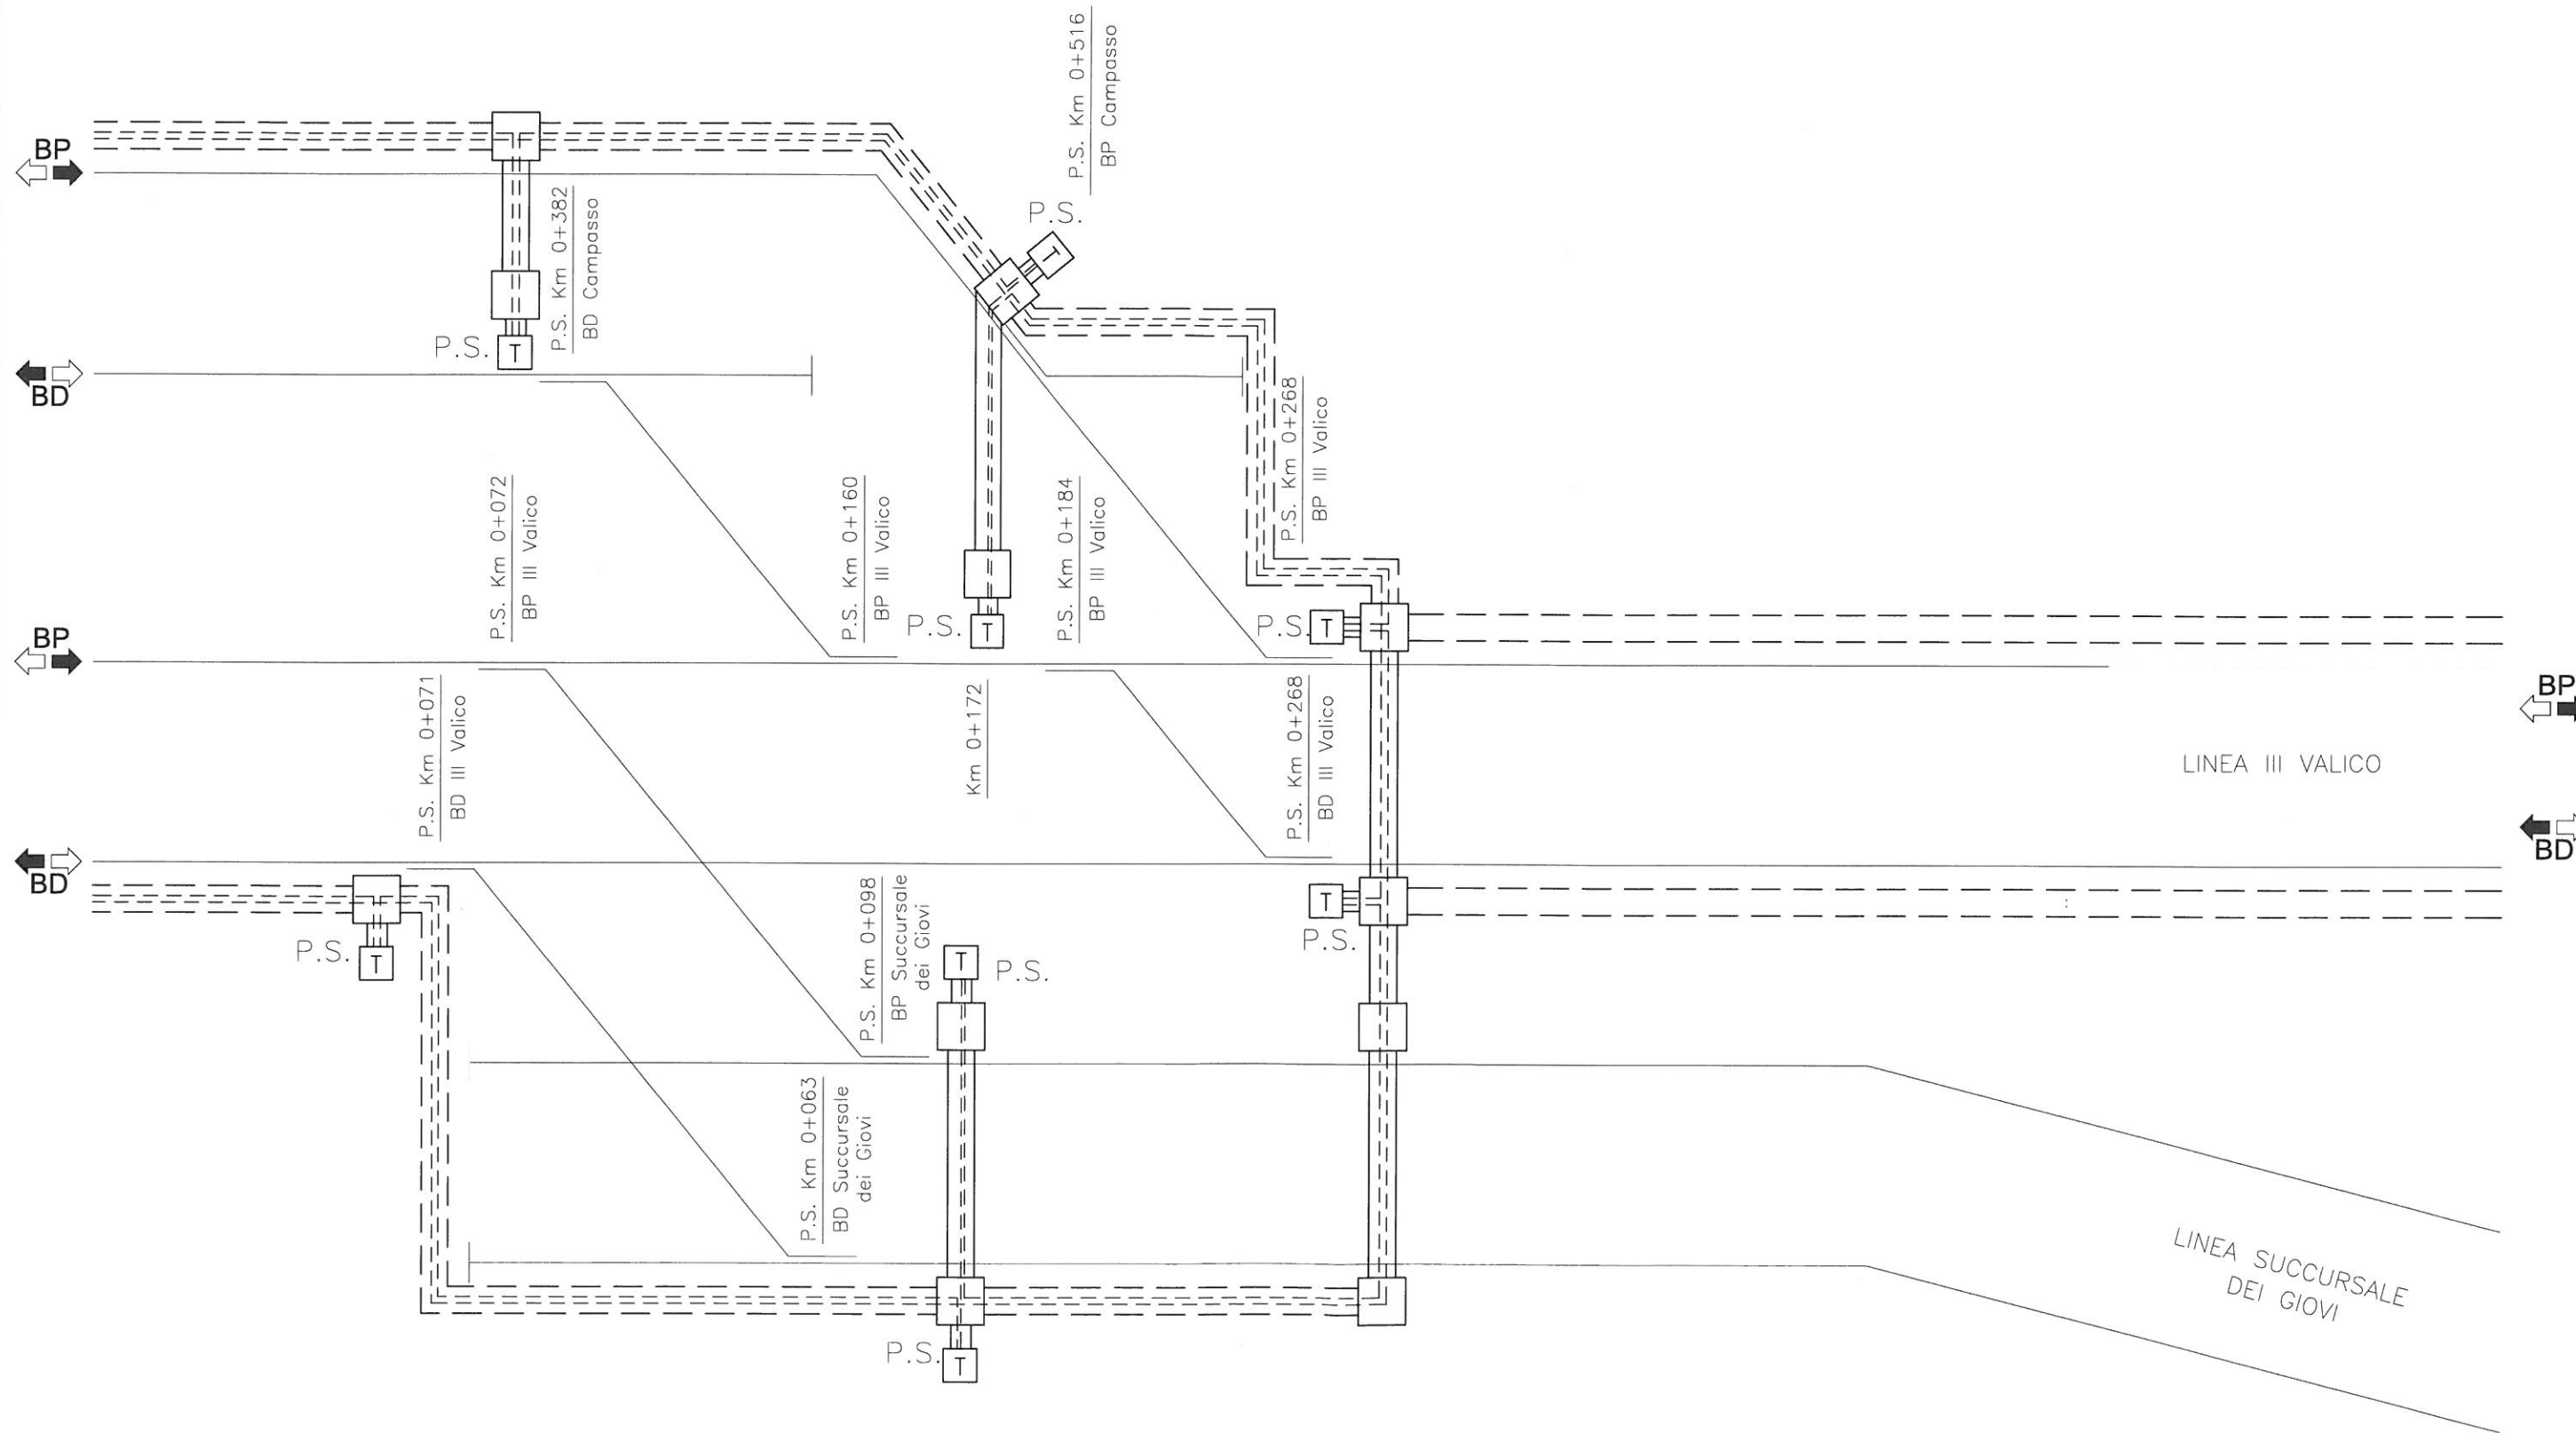 P.S. Km 0+516
BP Campasso
BP
P.S. Km 0+382
BD Campasso
P.S.
T
P.S.
T
BD
P.S. Km 0+268
BP III Valico
P.S. Km 0+072
BP III Valico
P.S. Km 0+160
BP III Valico
P.S. Km 0+184
BP III Valico
P.S.
T
P.S.
T
BP
P.S. Km 0+071
BD III Valico
Km 0+172
P.S. Km 0+268
BD III Valico
BP
LINEA III VALICO
BD
BD
P.S.
T
P.S. Km 0+098
BP Succursale
dei Giovi
T
P.S.
T
P.S.
P.S. Km 0+063
BD Succursale
dei Giovi
P.S.
T
LINEA SUCCURSALE
DEI GIOVI